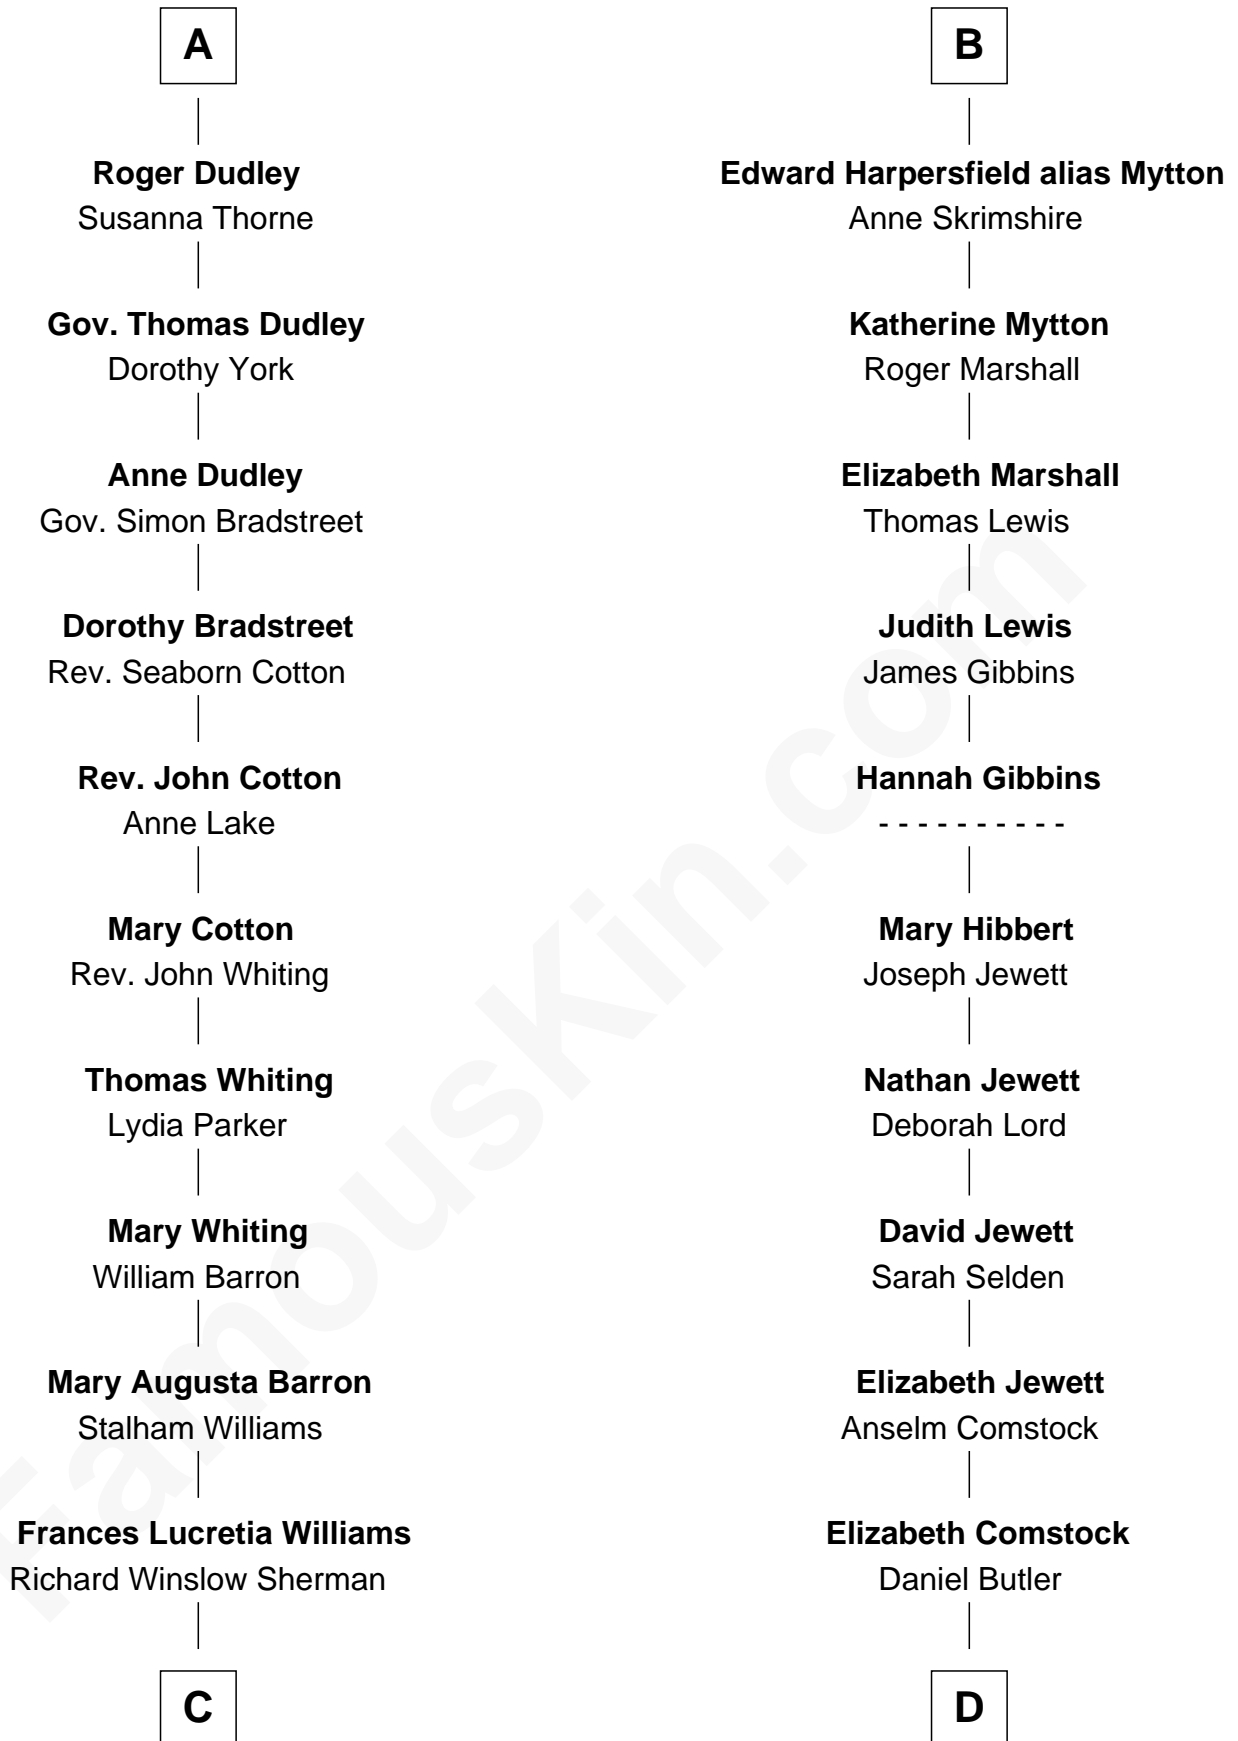 A
Roger Dudley
Susanna Thorne
Gov. Thomas Dudley
Dorothy York
Anne Dudley
Gov. Simon Bradstreet
Dorothy Bradstreet
Rev. Seaborn Cotton
Rev. John Cotton
Anne Lake
Mary Cotton
Rev. John Whiting
Thomas Whiting
Lydia Parker
Mary Whiting
William Barron
Mary Augusta Barron
Stalham Williams
Frances Lucretia Williams
Richard Winslow Sherman
C
B
Edward Harpersfield alias Mytton
Anne Skrimshire
Katherine Mytton
Roger Marshall
Elizabeth Marshall
Thomas Lewis
Judith Lewis
James Gibbins
Hannah Gibbins
- - - - - - - - - -
Mary Hibbert
Joseph Jewett
Nathan Jewett
Deborah Lord
David Jewett
Sarah Selden
Elizabeth Jewett
Anselm Comstock
Elizabeth Comstock
Daniel Butler
D
FamousKin.com